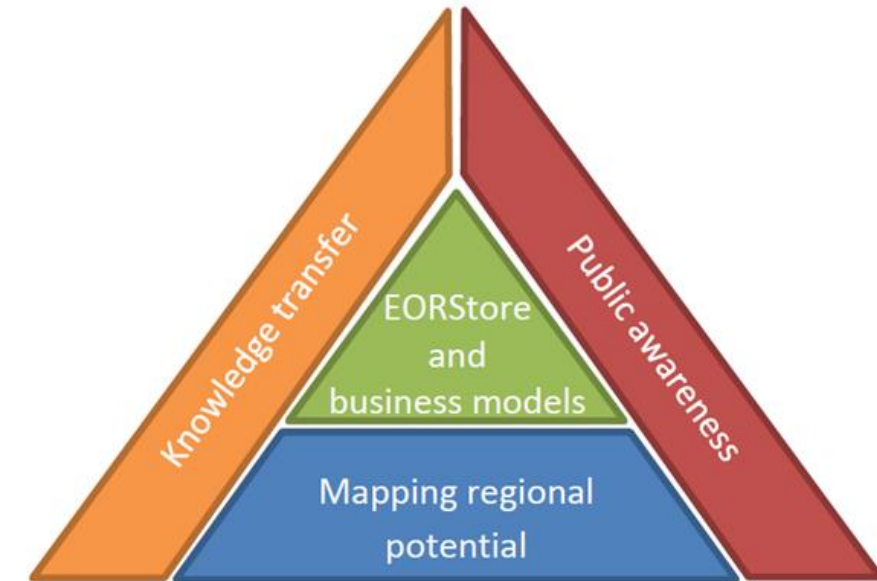 Knowledge transfer
Public awareness
EORStore
and
business models
Mapping regional
potential